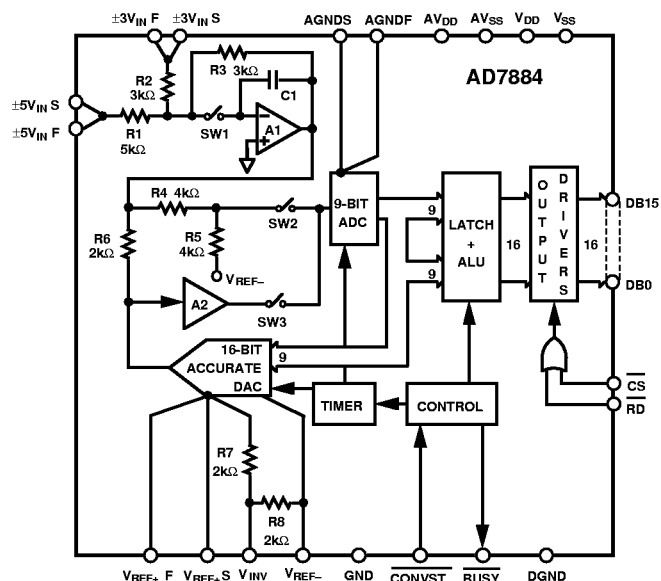 ±3VIN F
±3VIN S
AGNDS
AGNDF
AVDD
AVSS
VDD
VSS
AD7884
R3
3kΩ
R2
3kΩ
C1
±5VIN S
±5VIN F
R1
5kΩ
SW1
A1
− +
R4 4kΩ
R5
4kΩ
SW2
R6
2kΩ
VREF–
A2
SW3
9-BIT
ADC
9
9
LATCH
+
ALU
16
OUTPUT
DRIVERS
16
DB15
DB0
16-BIT
ACCURATE
DAC
9
TIMER
CONTROL
CS
RD
R7
2kΩ
R8
2kΩ
VREF+ F
VREF+S
VINV
VREF–
GND
CONVST
BUSY
DGND